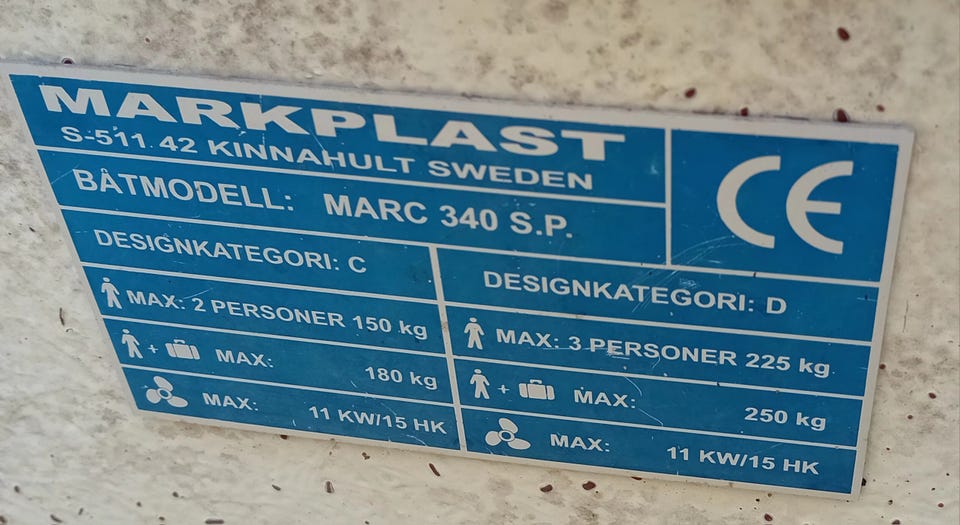 MARKPLAST
S-511 42 KINNAHULT SWEDEN
CE
BÅTMODELL: MARC 340 S.P.
DESIGNKATEGORI: C
MAX: 2 PERSONER 150 kg
+ MAX: 180 kg
MAX: 11 KW/15 HK
DESIGNKATEGORI: D
MAX: 3 PERSONER 225 kg
+ MAX: 250 kg
MAX: 11 KW/15 HK